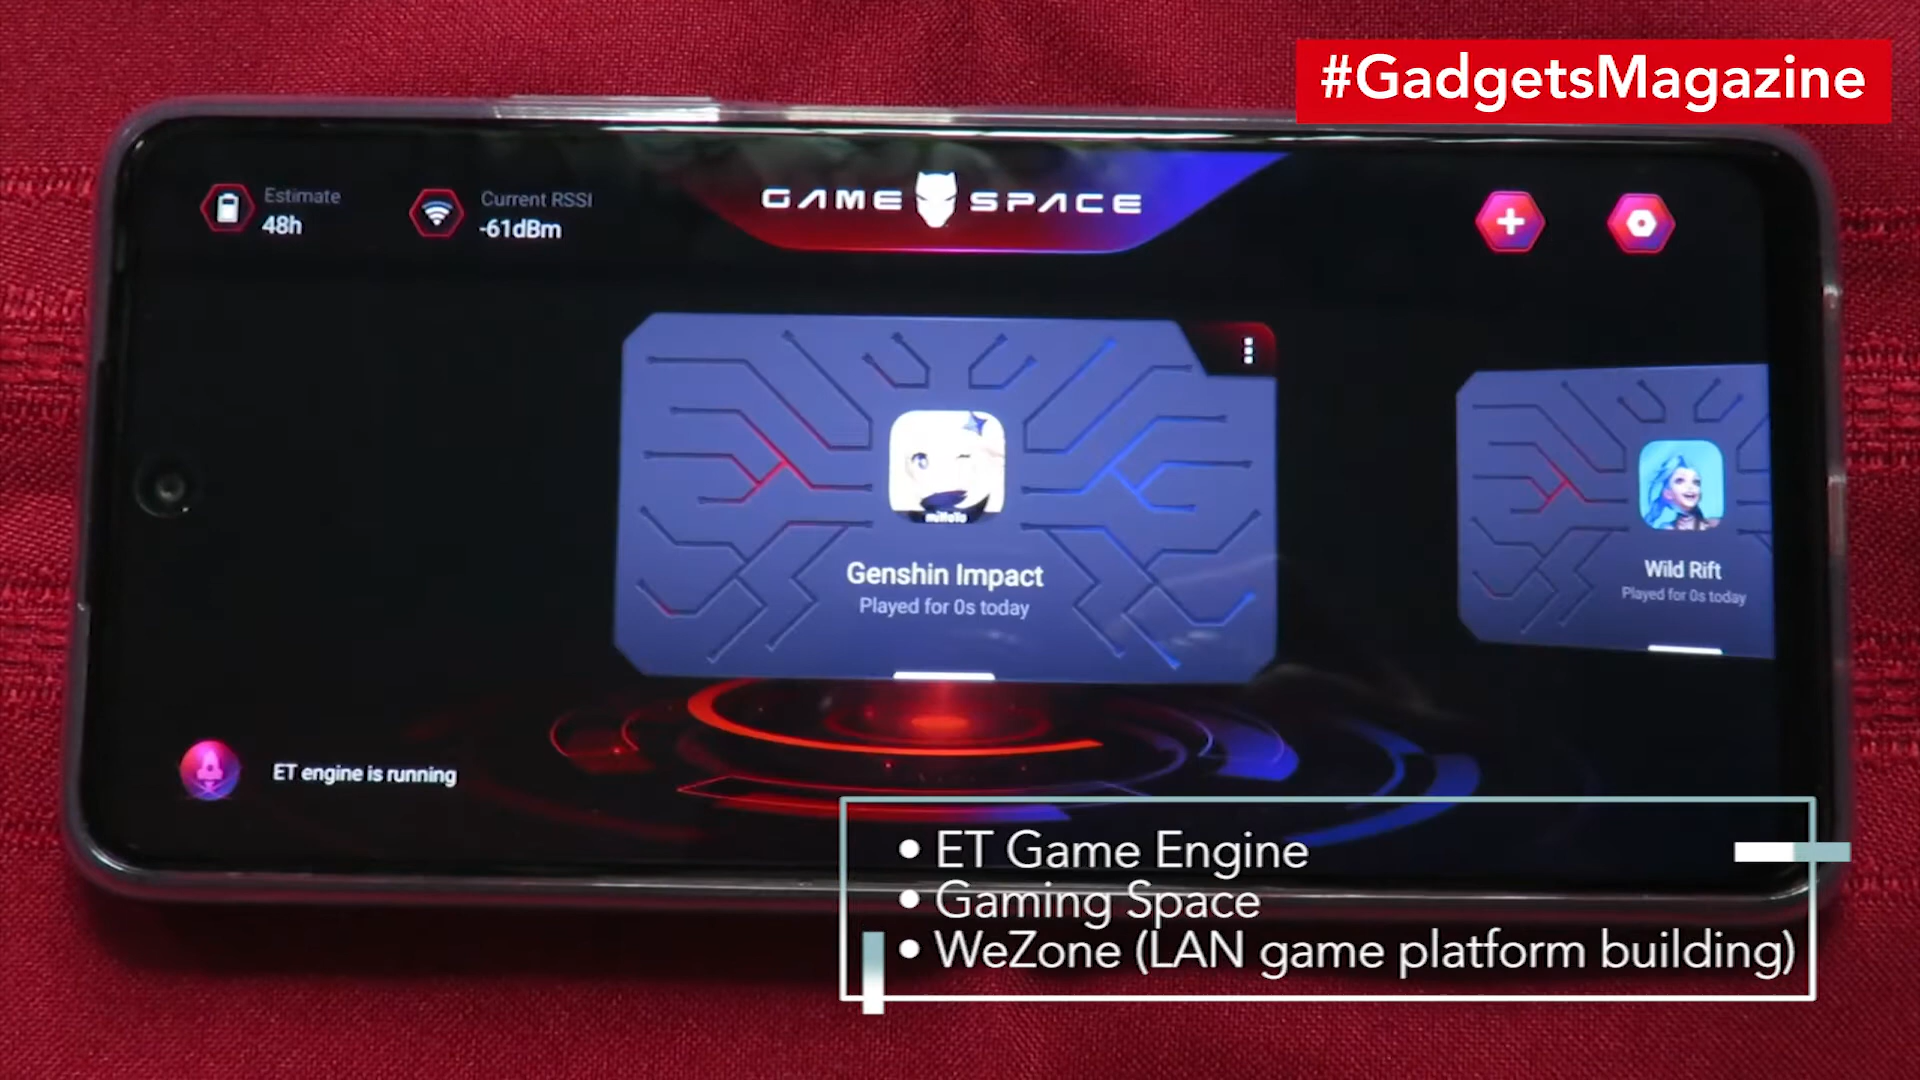 #GadgetsMagazine
Estimate
48h
Current RSSI
-61dBm
GAME SPACE
miHoYo
Genshin Impact
Played for 0s today
Wild Rift
Played for 0s today
ET engine is running
• ET Game Engine
• Gaming Space
• WeZone (LAN game platform building)